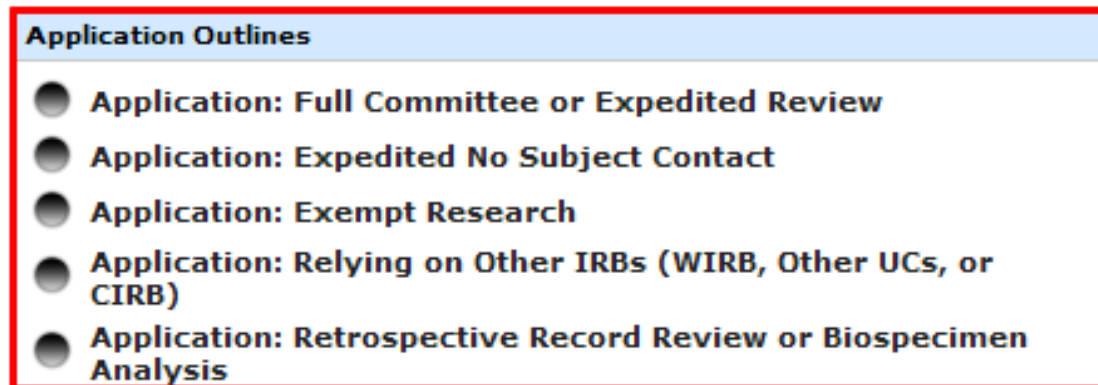 Application Outlines
Application: Full Committee or Expedited Review
Application: Expedited No Subject Contact
Application: Exempt Research
Application: Relying on Other IRBs (WIRB, Other UCs, or
CIRB)
Application: Retrospective Record Review or Biospecimen
Analysis